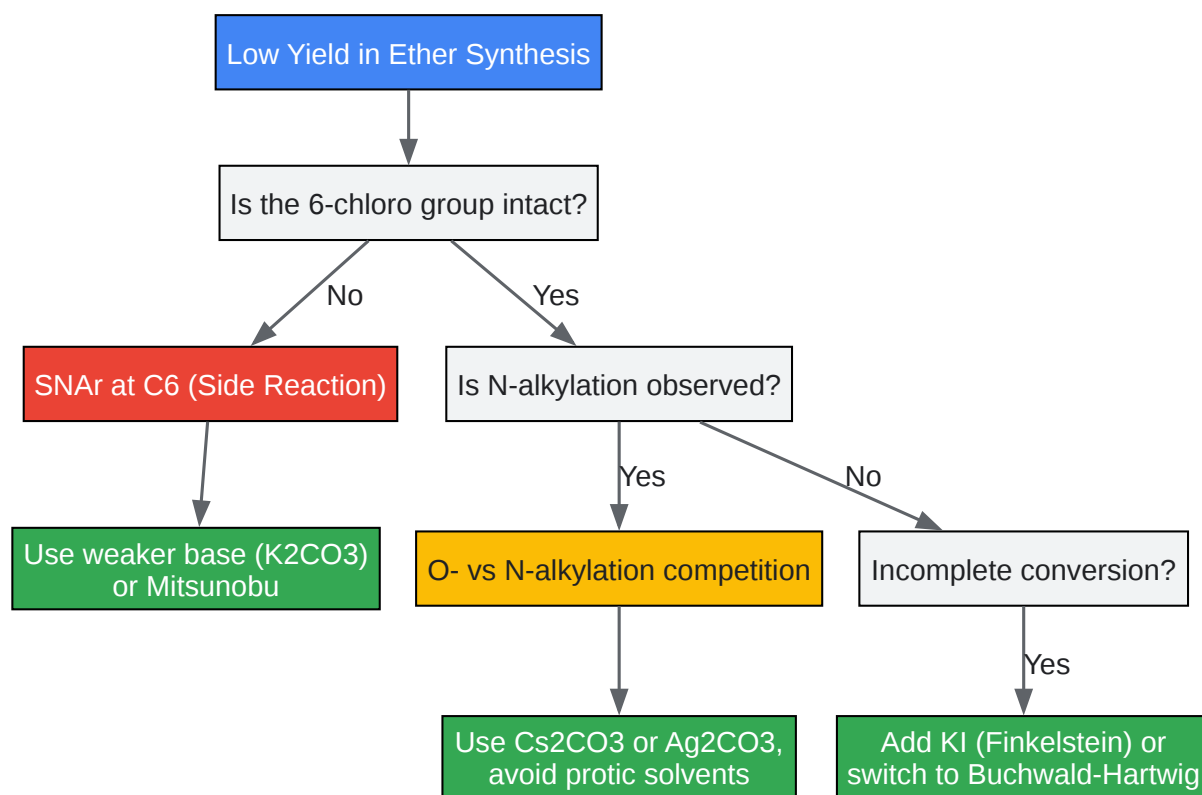 Low Yield in Ether Synthesis
Is the 6-chloro group intact?
No
Yes
SNAr at C6 (Side Reaction)
Is N-alkylation observed?
Yes
No
Use weaker base (K2CO3)
or Mitsunobu
O- vs N-alkylation competition
Incomplete conversion?
Yes
Use Cs2CO3 or Ag2CO3,
avoid protic solvents
Add KI (Finkelstein) or
switch to Buchwald-Hartwig